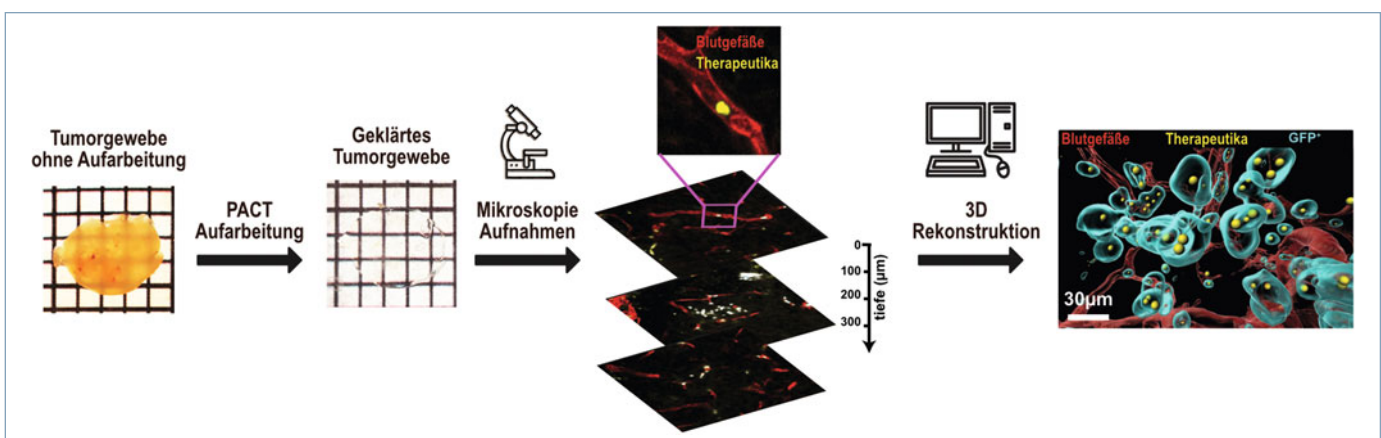 Tumorgewebe
ohne Aufarbeitung
PACT
Aufarbeitung
Geklärtes
Tumorgewebe
Mikroskopie
Aufnahmen
Blutgefäße
Therapeutika
0
100
200
300
tiefe (µm)
3D
Rekonstruktion
Blutgefäße Therapeutika GFP⁺
30µm